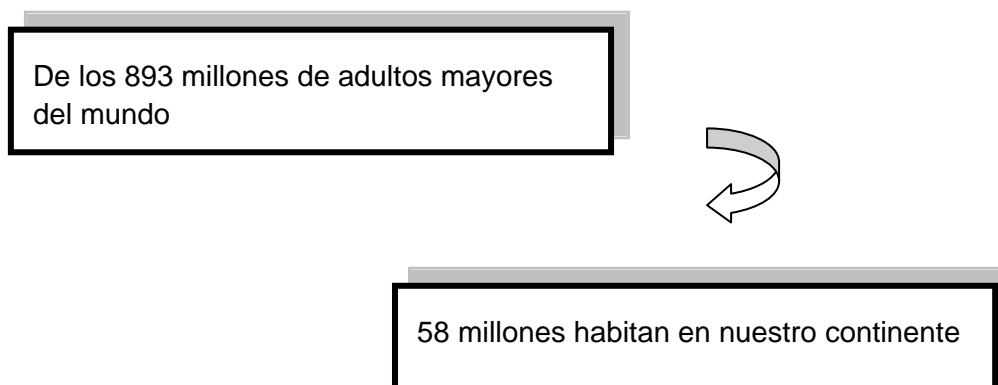 De los 893 millones de adultos mayores
del mundo
58 millones habitan en nuestro continente